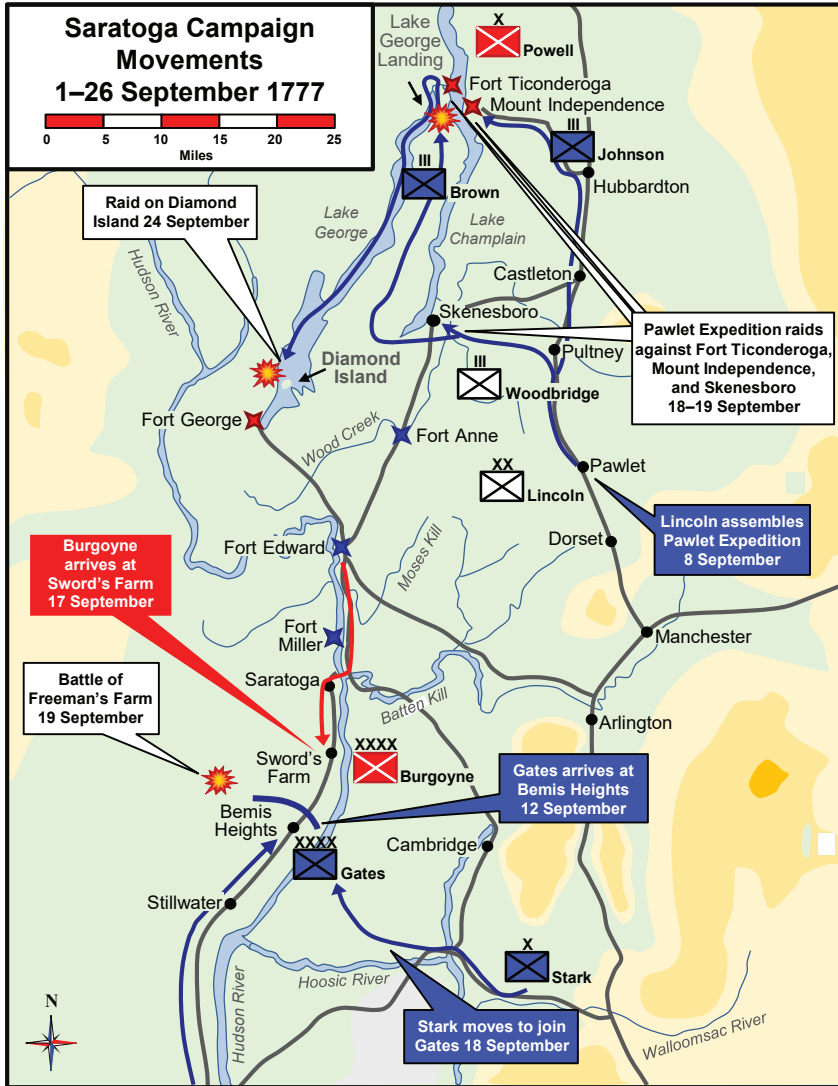 Saratoga Campaign
Movements
1–26 September 1777
0 5 10 15 20 25
Miles
Lake
George
Landing
X
Powell
Fort Ticonderoga
Mount Independence
III
Johnson
Hubbardton
III
Brown
Raid on Diamond
Island 24 September
Lake
George
Lake
Champlain
Hudson River
Castleton
Skenesboro
Pawlet Expedition raids
against Fort Ticonderoga,
Mount Independence,
and Skenesboro
18–19 September
Pultney
Diamond
Island
III
Woodbridge
Fort George
Wood Creek
Fort Anne
Pawlet
XX
Lincoln
Lincoln assembles
Pawlet Expedition
8 September
Dorset
Fort Edward
Moses Kill
Burgoyne
arrives at
Sword’s Farm
17 September
Fort
Miller
Manchester
Saratoga
Batten Kill
Battle of
Freeman’s Farm
19 September
Arlington
Sword’s
Farm
XXXX
Burgoyne
Gates arrives at
Bemis Heights
12 September
Bemis
Heights
XXXX
Gates
Cambridge
Stillwater
X
Stark
Hoosic River
Hudson River
N
Stark moves to join
Gates 18 September
Walloomsac River